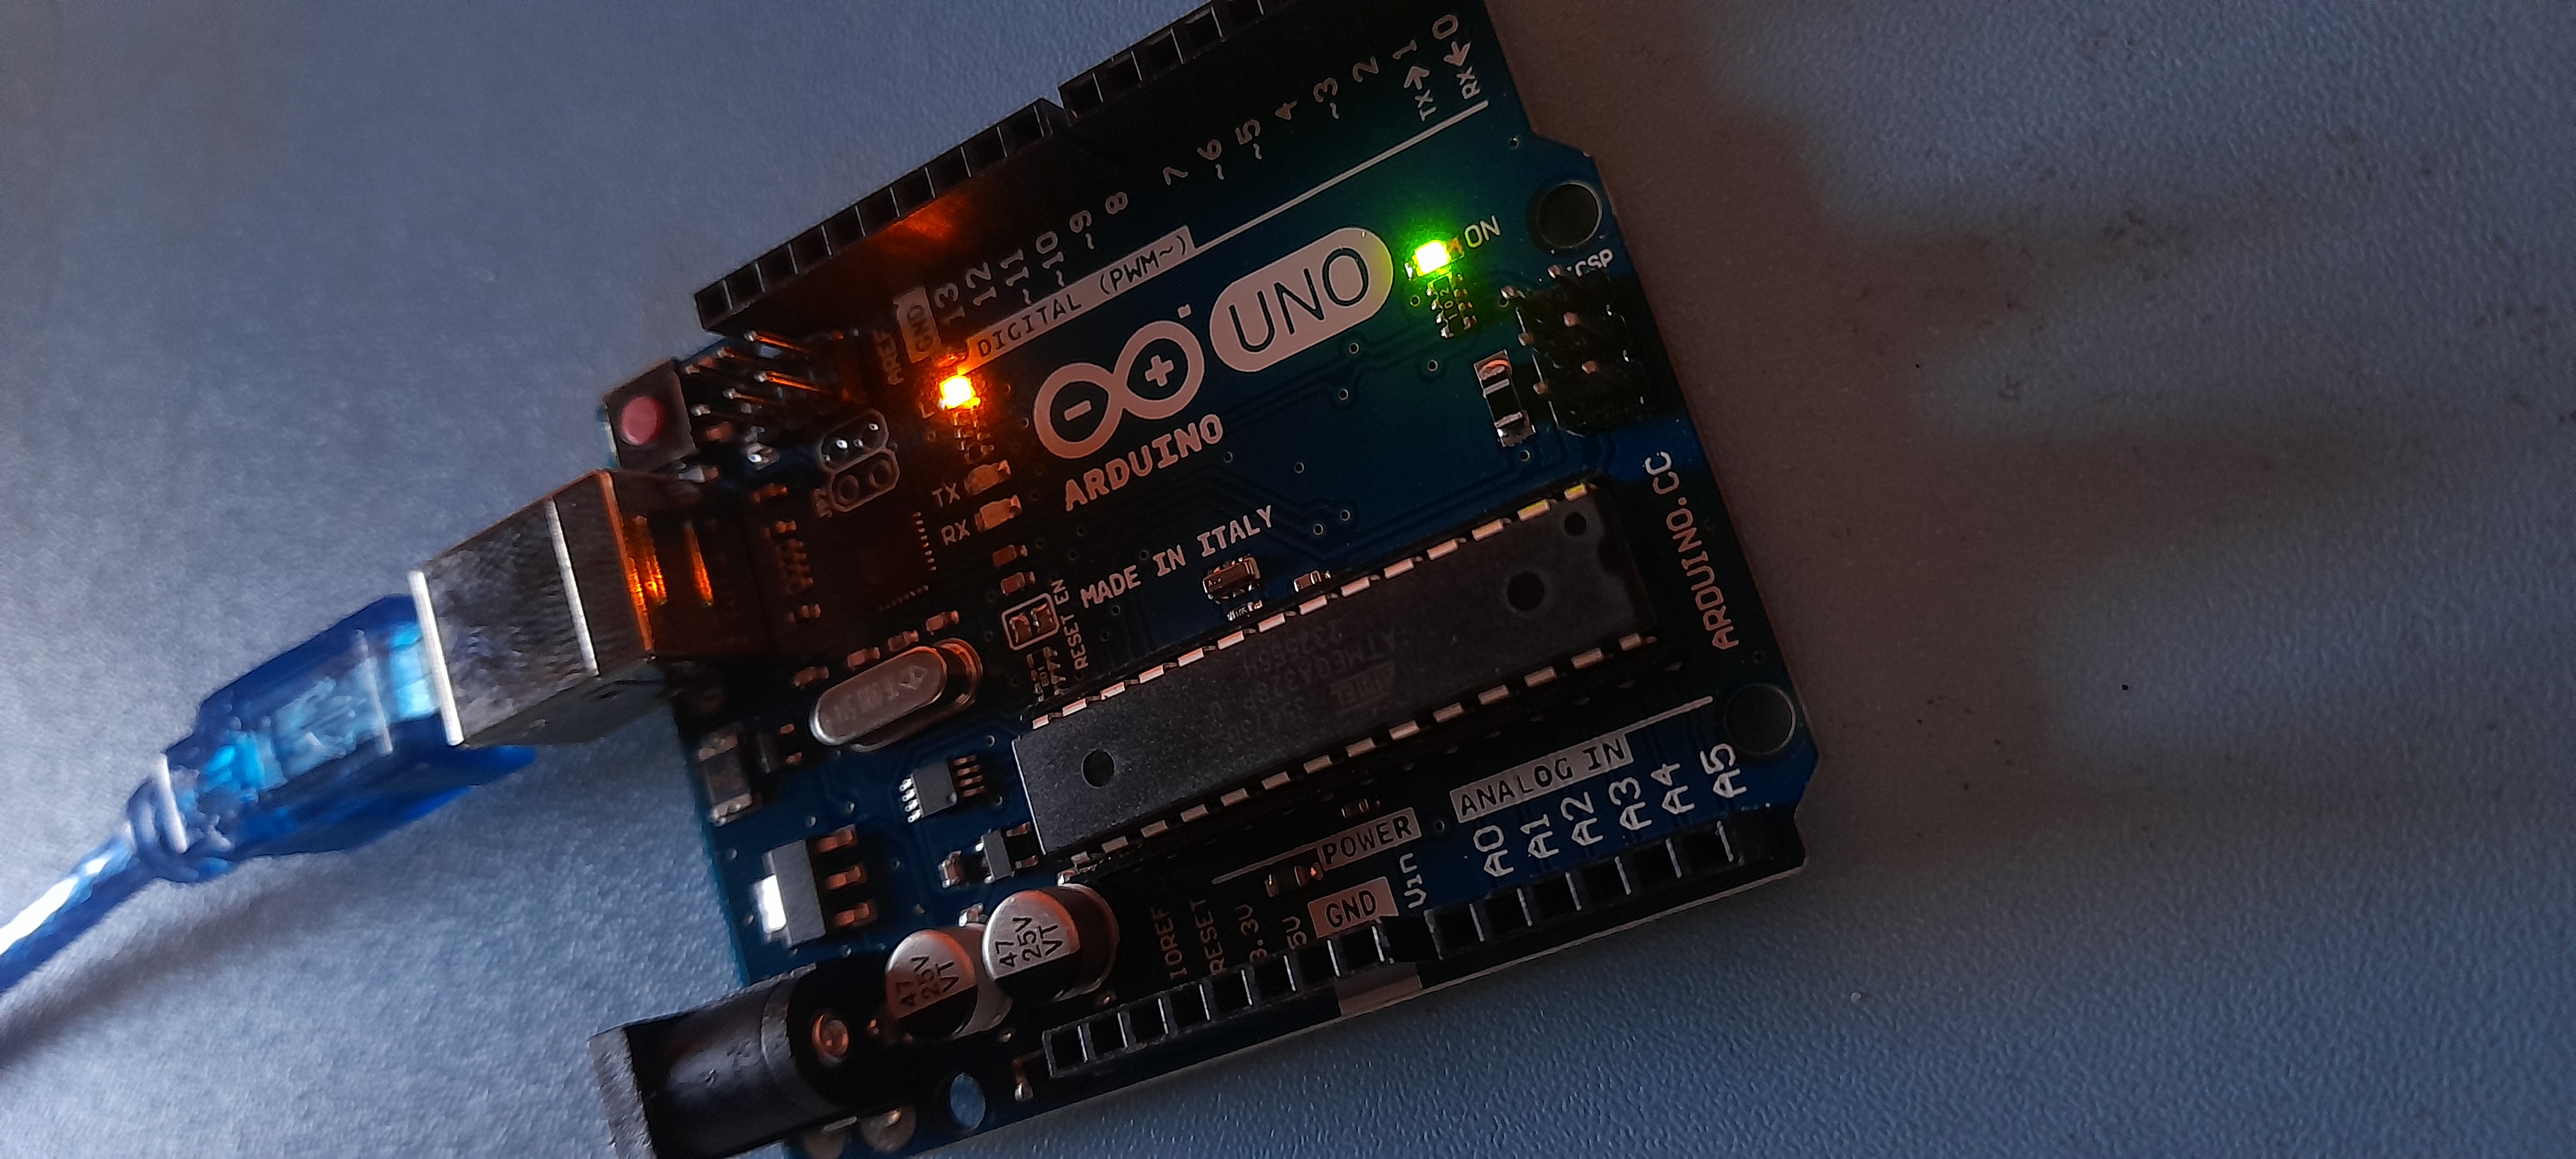 47
25V
VT
47
25V
VT
RX
TX
L
AREF
GND
13
12
~11
~10
~9
8
7
~6
~5
4
~3
2
TX→1
RX←0
DIGITAL (PWM~)
RESET EN
MADE IN ITALY
ARDUINO
UNO
ON
102
IOREF
RESET
3.3V
5V
GND
Vin
POWER
A0
A1
A2
A3
A4
A5
ANALOG IN
ARDUINO.CC